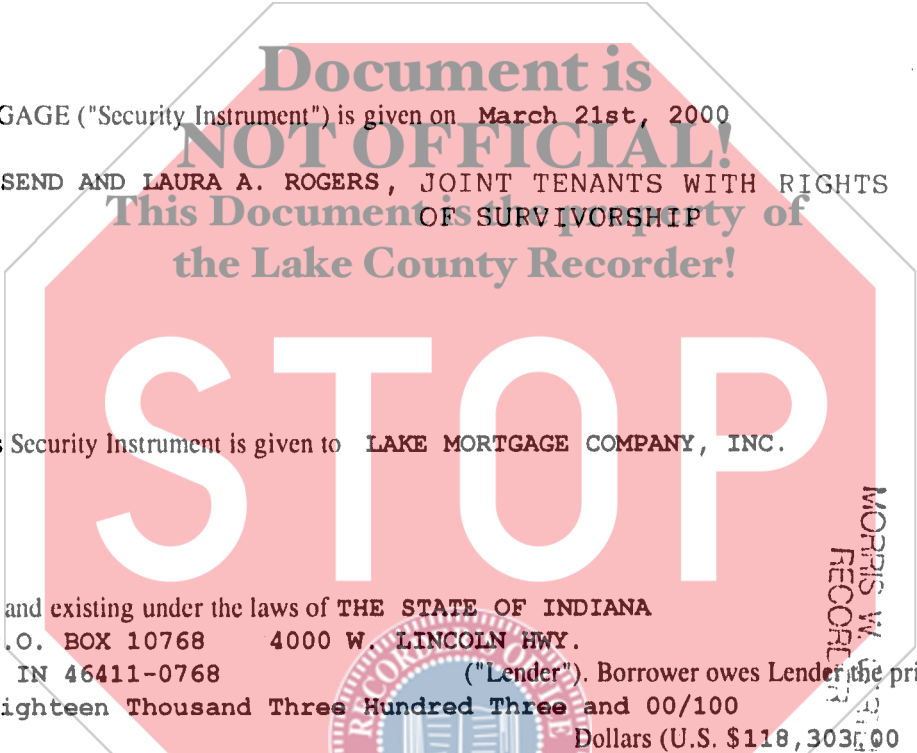 Document is
GAGE ("Security Instrument") is given on March 21st, 2000
NOT OFFICIAL!
SEND AND LAURA A. ROGERS, JOINT TENANTS WITH RIGHTS
This Document is the property of
OF SURVIVORSHIP
the Lake County Recorder!
STOP
s Security Instrument is given to LAKE MORTGAGE COMPANY, INC.
MORRIS W.
RECORDER
and existing under the laws of THE STATE OF INDIANA
.O. BOX 10768 4000 W. LINCOLN HWY.
IN 46411-0768 ("Lender"). Borrower owes Lender the pri
ighteen Thousand Three Hundred Three and 00/100
Dollars (U.S. $118,303.00
RECORDER'S OFFICE